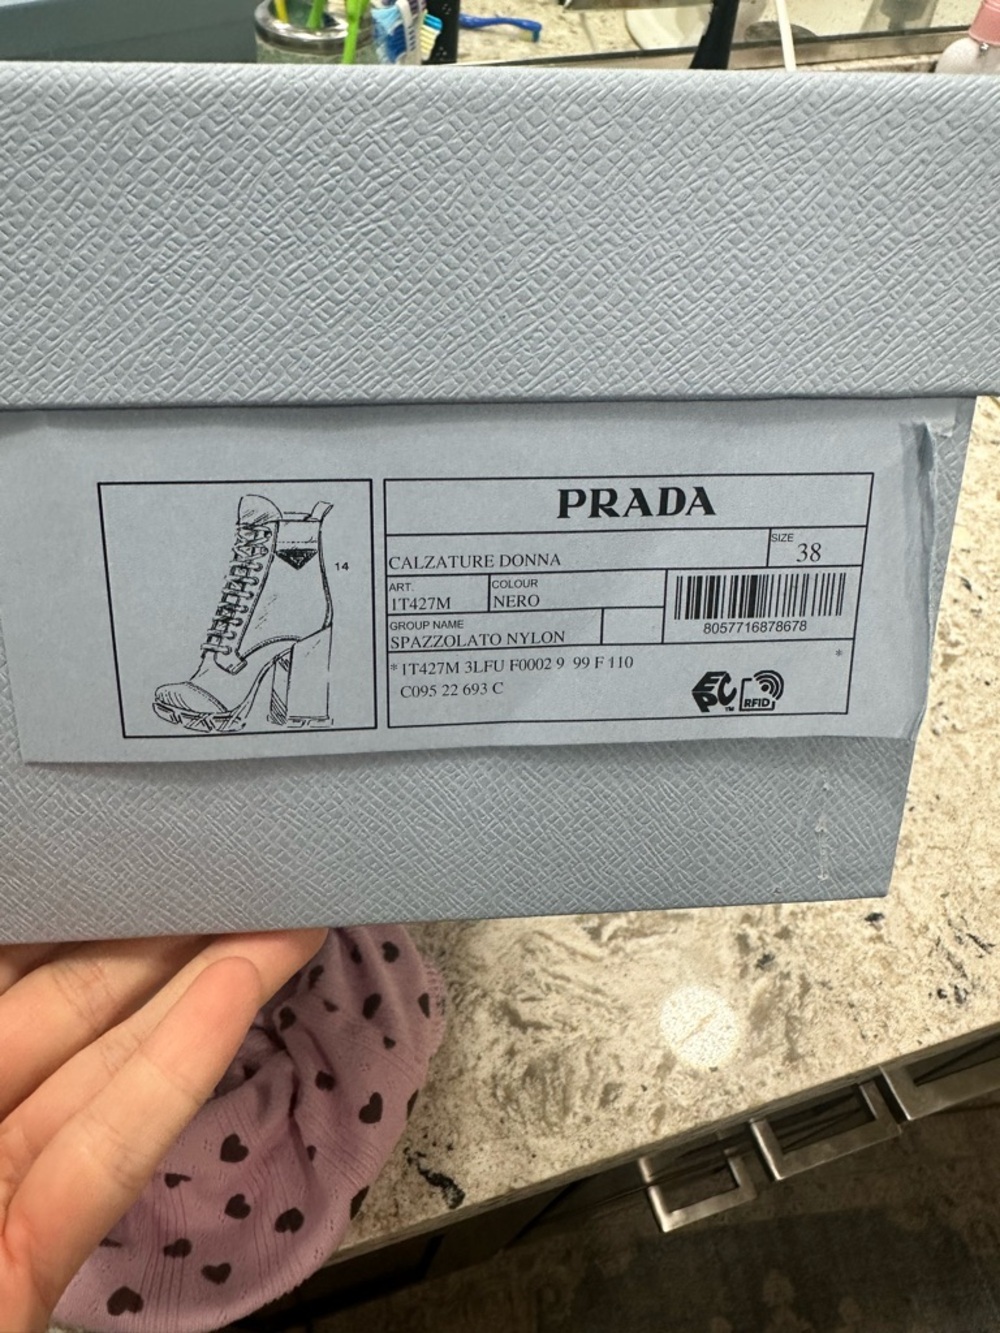 14
PRADA
CALZATURE DONNA
SIZE
38
ART.
1T427M
COLOUR
NERO
GROUP NAME
SPAZZOLATO NYLON
8057716878678
* 1T427M 3LFU F0002 9 99 F 110 *
C095 22 693 C
EPC™ RFID